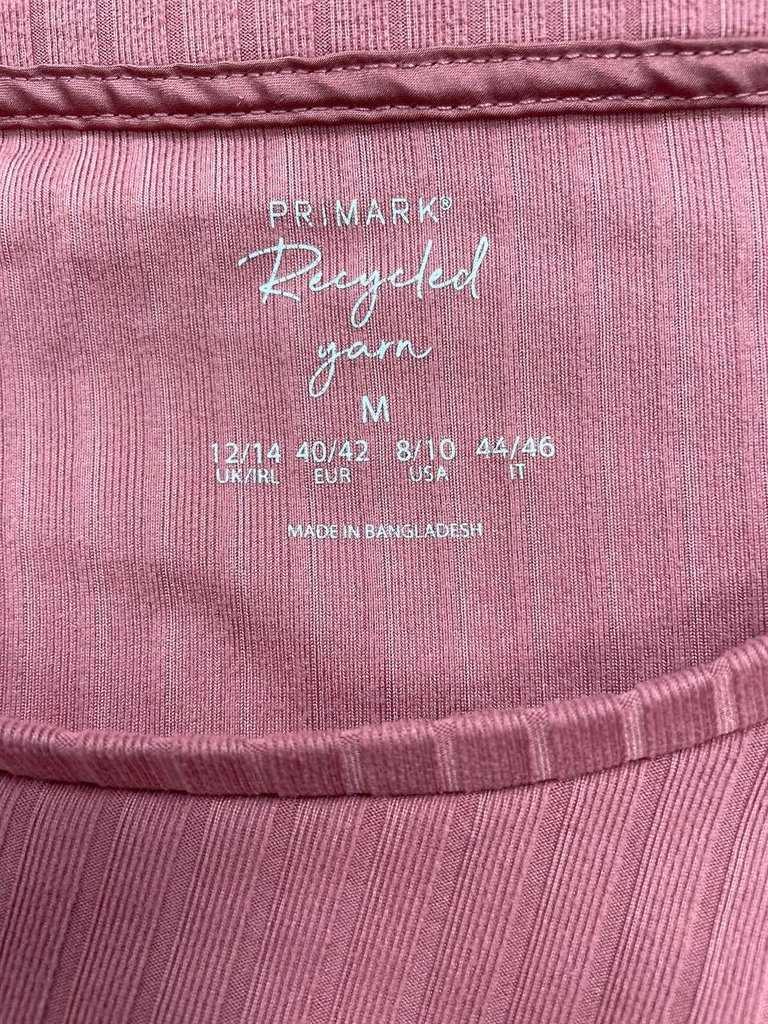 PRIMARK®
Recycled
yarn
M
12/14 40/42 8/10 44/46
UK/IRL EUR USA IT
MADE IN BANGLADESH